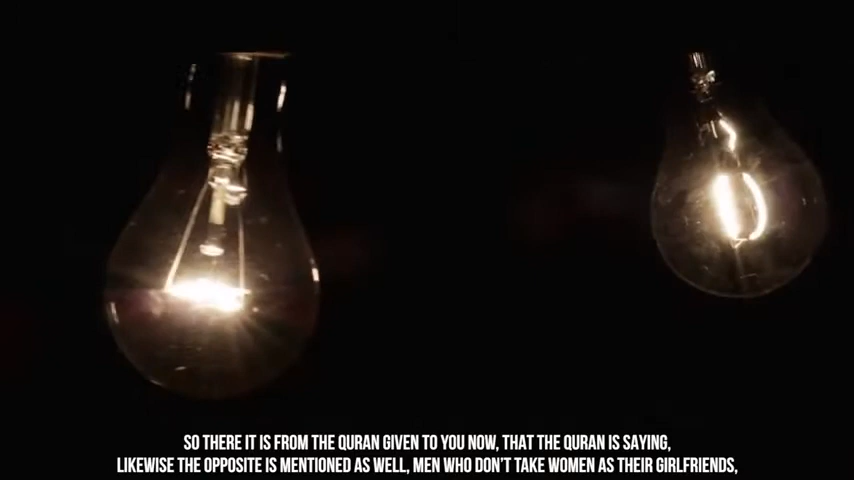 SO THERE IT IS FROM THE QURAN GIVEN TO YOU NOW, THAT THE QURAN IS SAYING,
LIKEWISE THE OPPOSITE IS MENTIONED AS WELL, MEN WHO DON'T TAKE WOMEN AS THEIR GIRLFRIENDS,